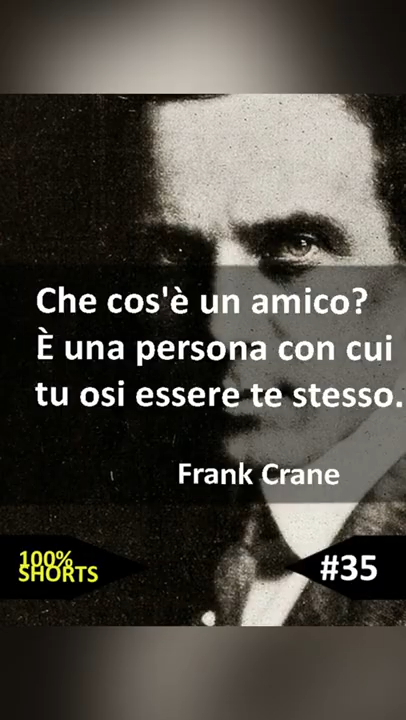 Che cos'è un amico?
È una persona con cui
tu osi essere te stesso.
Frank Crane
100%
SHORTS
#35